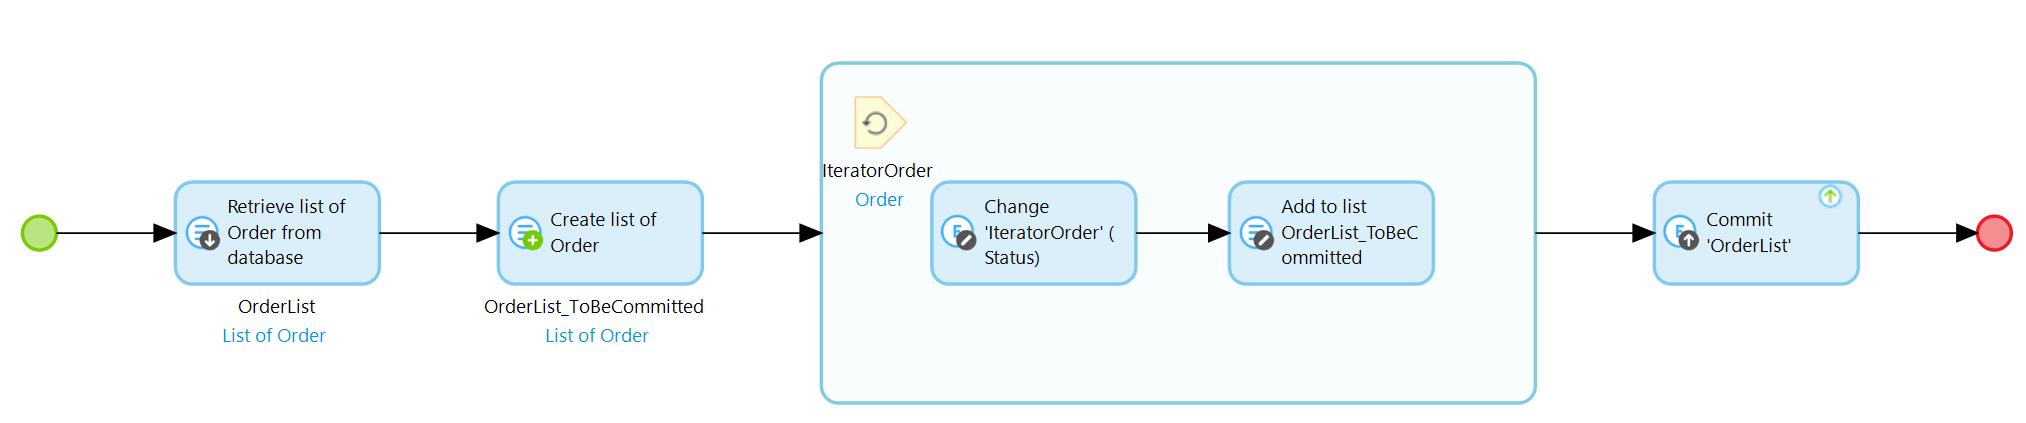 Retrieve list of
Order from
database
OrderList
List of Order
Create list of
Order
OrderList_ToBeCommitted
List of Order
IteratorOrder
Order
Change
'IteratorOrder' (
Status)
Add to list
OrderList_ToBeC
ommitted
Commit
'OrderList'